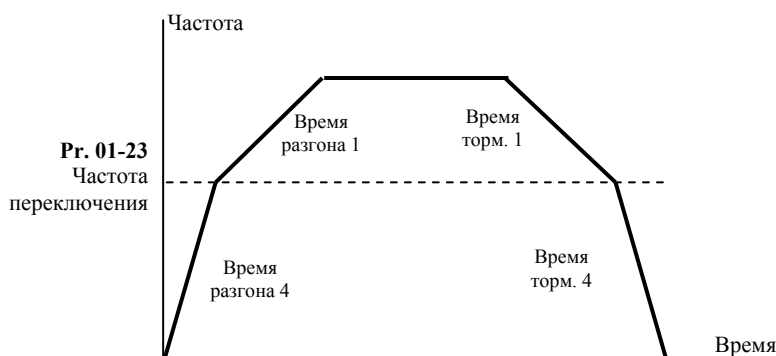 Частота
Время
разгона 1
Время
торм. 1
Pr. 01-23
Частота
переключения
Время
разгона 4
Время
торм. 4
Время